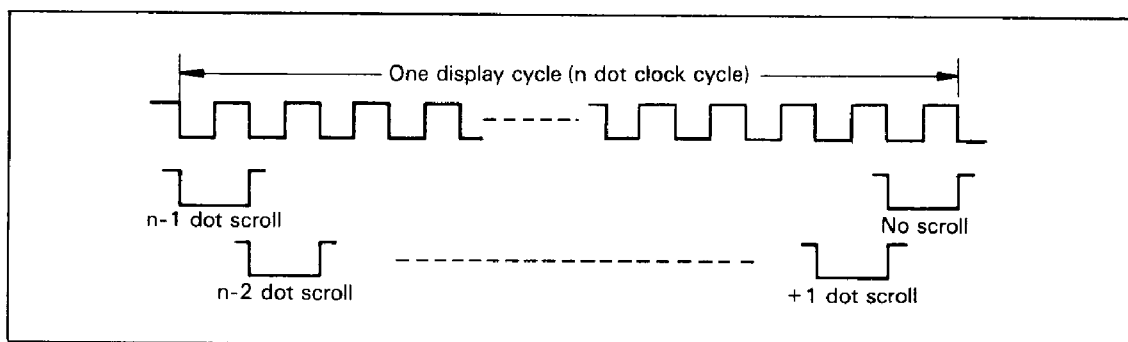 One display cycle (n dot clock cycle)
n-1 dot scroll
No scroll
n-2 dot scroll
+1 dot scroll